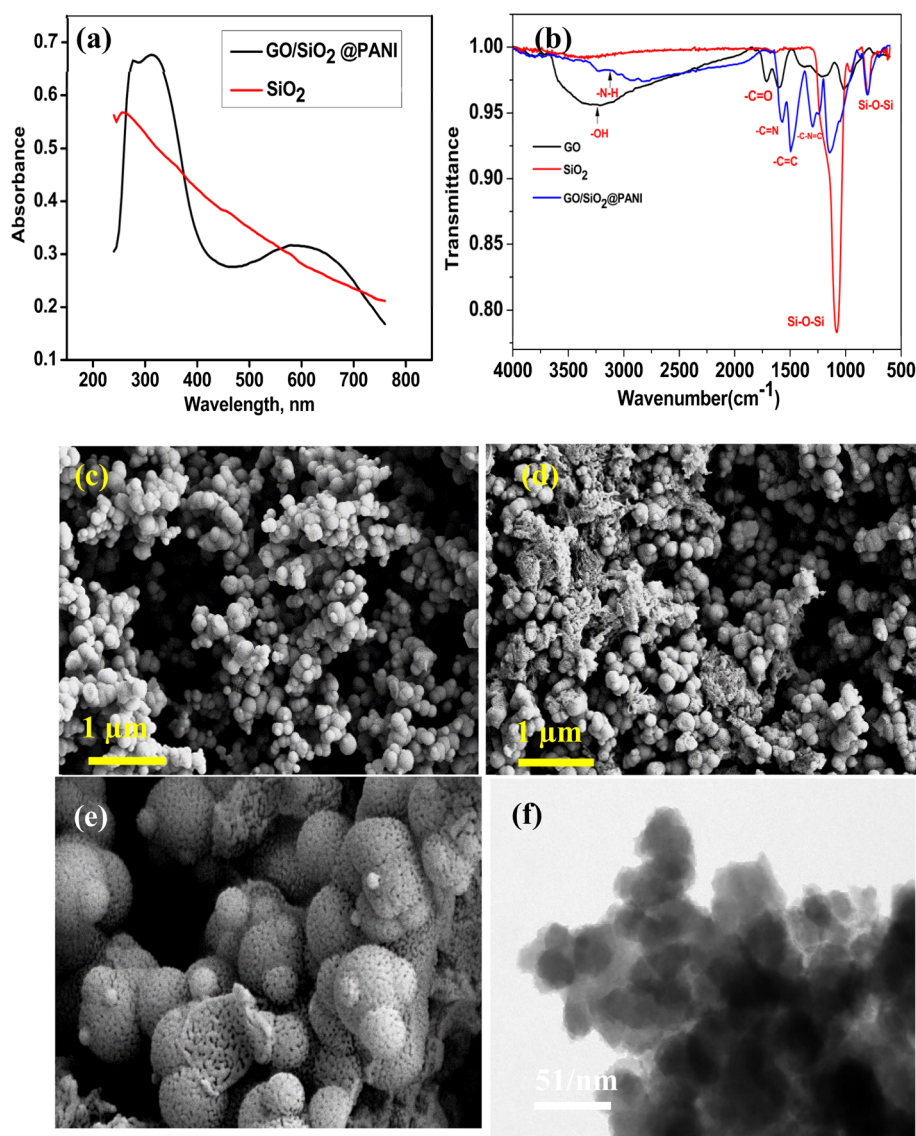 (a)
GO/SiO2 @PANI
SiO2
Absorbance
0.7
0.6
0.5
0.4
0.3
0.2
0.1
200 300 400 500 600 700 800
Wavelength, nm
(b)
Transmittance
1.00
0.95
0.90
0.85
0.80
-N-H
-OH
-C=O
-C=N
-C=C
-C-N=C
Si-O-Si
Si-O-Si
GO
SiO2
GO/SiO2@PANI
4000 3500 3000 2500 2000 1500 1000 500
Wavenumber(cm-1)
(c)
1 µm
(d)
1 µm
(e)
(f)
51/nm